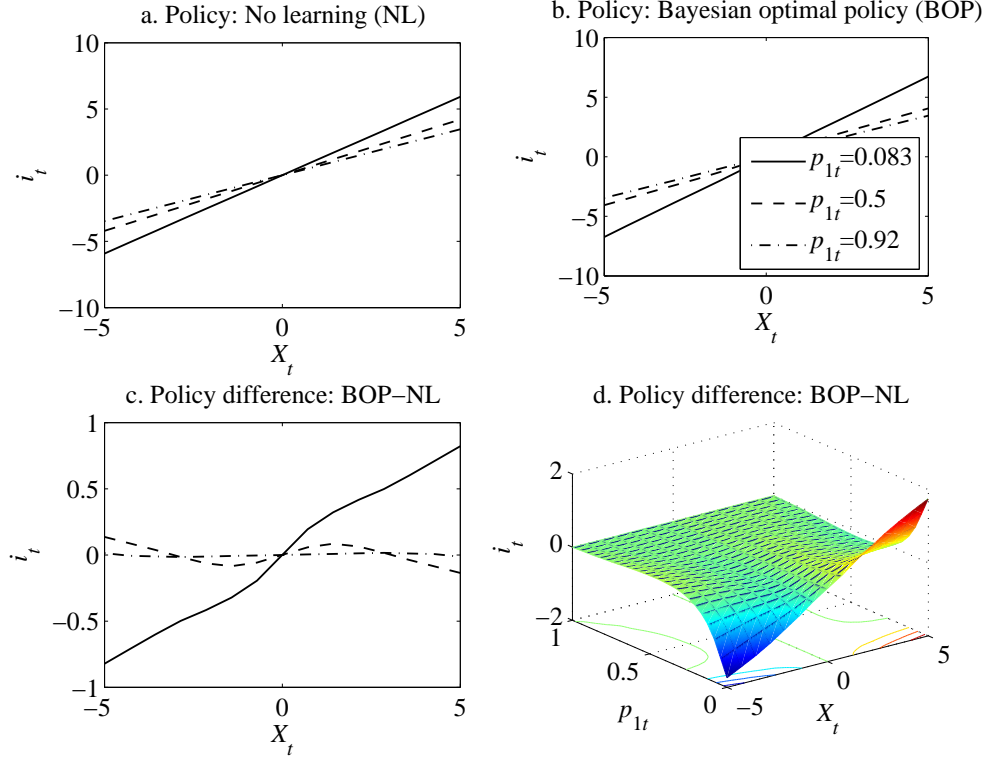 a. Policy: No learning (NL)
10
5
0
−5
−10
i_t
−5
0
5
X_t
b. Policy: Bayesian optimal policy (BOP)
10
5
0
−5
−10
i_t
−5
0
5
X_t
p_1t=0.083
p_1t=0.5
p_1t=0.92
c. Policy difference: BOP−NL
1
0.5
0
−0.5
−1
i_t
−5
0
5
X_t
d. Policy difference: BOP−NL
2
0
−2
i_t
1
0.5
0
p_1t
−5
0
5
X_t